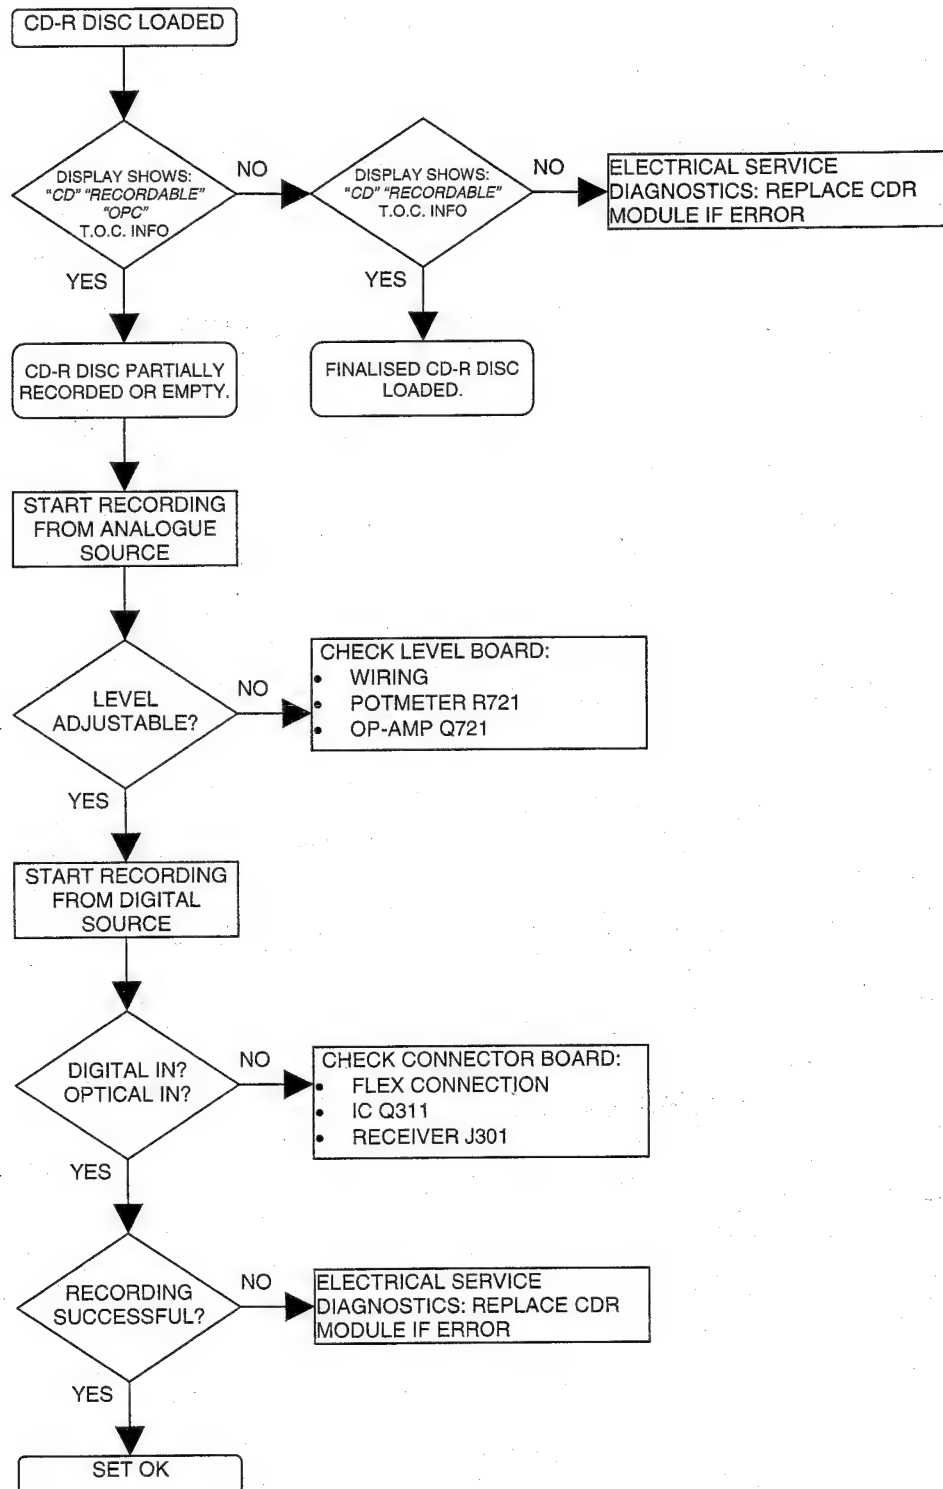 CD-R DISC LOADED
DISPLAY SHOWS:
"CD" "RECORDABLE"
"OPC"
T.O.C. INFO
NO
DISPLAY SHOWS:
"CD" "RECORDABLE"
T.O.C. INFO
NO
ELECTRICAL SERVICE
DIAGNOSTICS: REPLACE CDR
MODULE IF ERROR
YES
YES
CD-R DISC PARTIALLY
RECORDED OR EMPTY.
FINALISED CD-R DISC
LOADED.
START RECORDING
FROM ANALOGUE
SOURCE
LEVEL
ADJUSTABLE?
NO
CHECK LEVEL BOARD:
• WIRING
• POTMETER R721
• OP-AMP Q721
YES
START RECORDING
FROM DIGITAL
SOURCE
DIGITAL IN?
OPTICAL IN?
NO
CHECK CONNECTOR BOARD:
• FLEX CONNECTION
• IC Q311
• RECEIVER J301
YES
RECORDING
SUCCESSFUL?
NO
ELECTRICAL SERVICE
DIAGNOSTICS: REPLACE CDR
MODULE IF ERROR
YES
SET OK